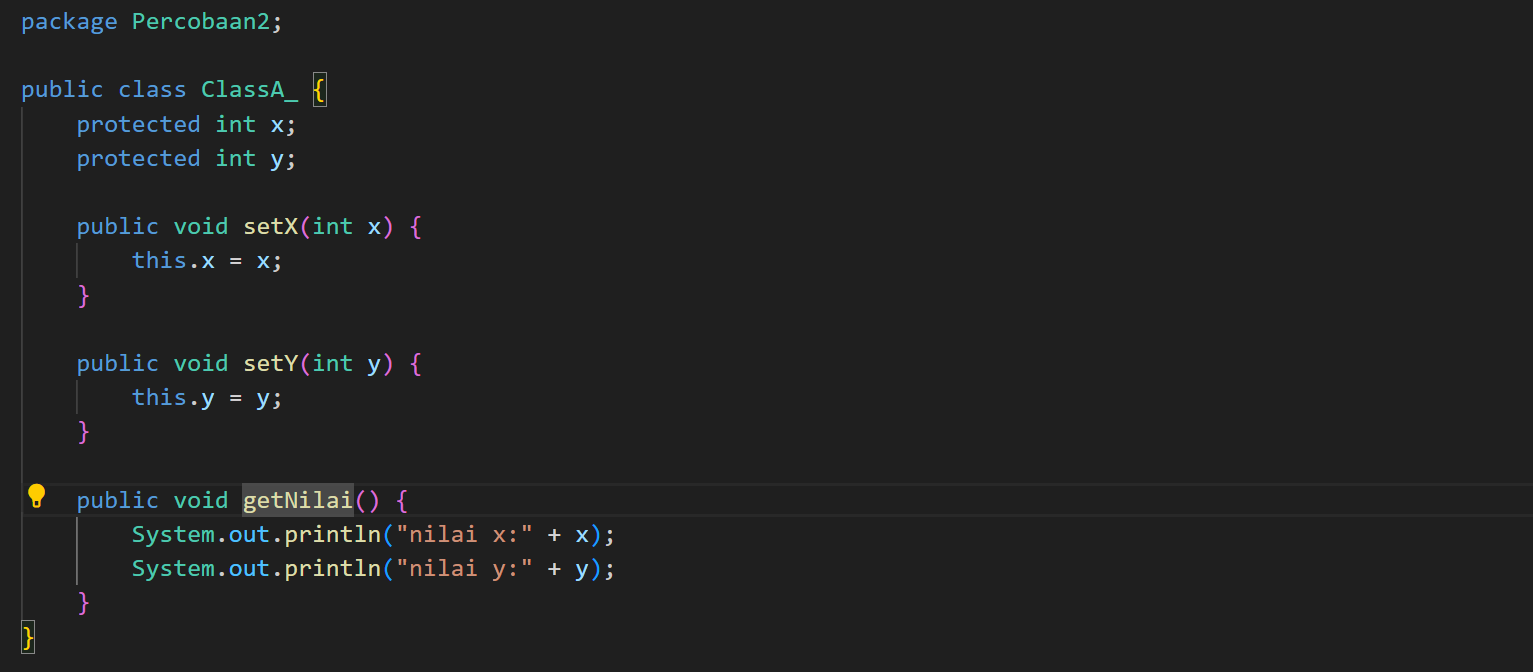 package Percobaan2;
public class ClassA_ {
protected int x;
protected int y;
public void setX(int x) {
this.x = x;
}
public void setY(int y) {
this.y = y;
}
public void getNilai() {
System.out.println("nilai x:" + x);
System.out.println("nilai y:" + y);
}
}